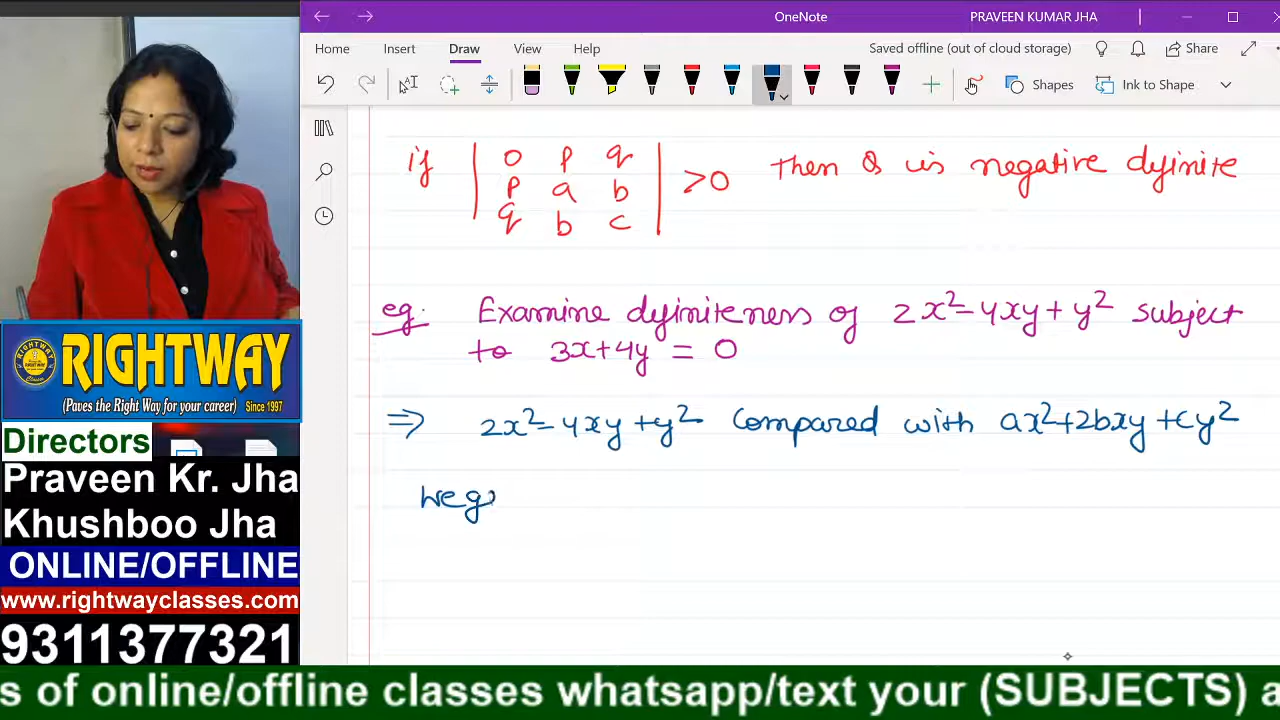 OneNote
PRAVEEN KUMAR JHA
Home Insert Draw View Help
Saved offline (out of cloud storage)
Share
Shapes
Ink to Shape
if | 0 p q | > 0 then Q is negative definite
p a b
q b c
eg. Examine definiteness of 2x²-4xy+y² subject
to 3x+4y = 0
⇒ 2x²-4xy+y² compared with ax²+2bxy+cy²
we g
RIGHTWAY
(Paves the Right Way for your career) Since 1997
Directors
Praveen Kr. Jha
Khushboo Jha
ONLINE/OFFLINE
www.rightwayclasses.com
9311377321
s of online/offline classes whatsapp/text your (SUBJECTS) a